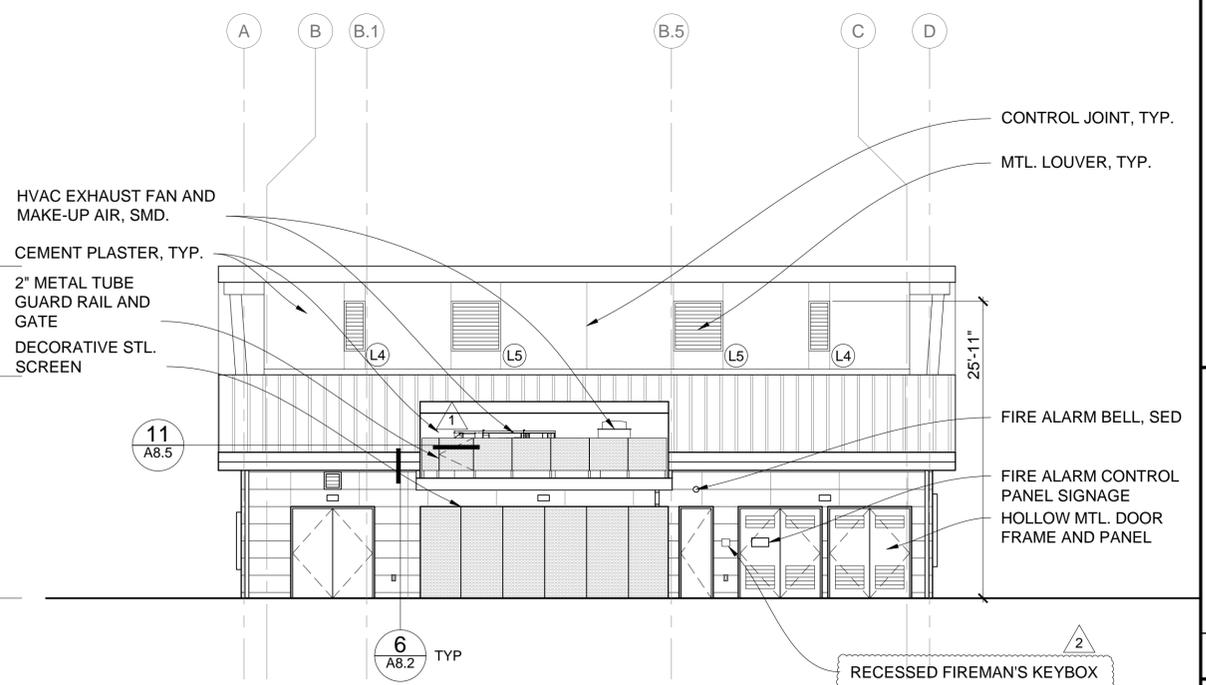 A
B
B.1
B.5
C
D
CONTROL JOINT, TYP.
MTL. LOUVER, TYP.
HVAC EXHAUST FAN AND
MAKE-UP AIR, SMD.
CEMENT PLASTER, TYP.
2" METAL TUBE
GUARD RAIL AND
GATE
DECORATIVE STL.
SCREEN
L4
L5
L5
L4
25'-11"
1
11
A8.5
FIRE ALARM BELL, SED
FIRE ALARM CONTROL
PANEL SIGNAGE
HOLLOW MTL. DOOR
FRAME AND PANEL
6
A8.2
TYP
2
RECESSED FIREMAN'S KEYBOX